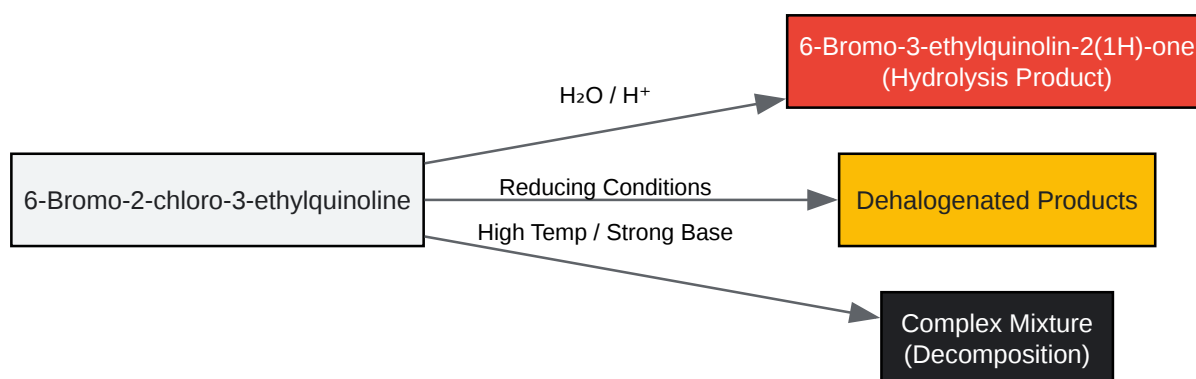 6-Bromo-3-ethylquinolin-2(1H)-one
(Hydrolysis Product)
H₂O / H⁺
6-Bromo-2-chloro-3-ethylquinoline
Reducing Conditions
Dehalogenated Products
High Temp / Strong Base
Complex Mixture
(Decomposition)